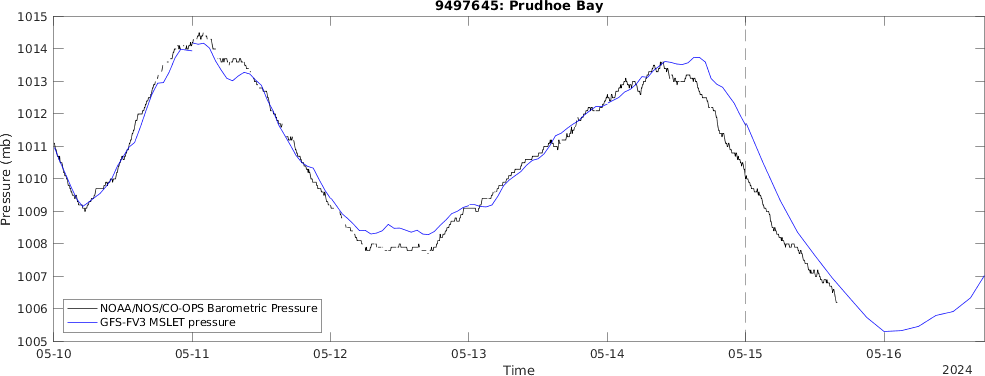 9497645: Prudhoe Bay
1015
1014
1013
1012
1011
1010
1009
1008
1007
1006
1005
Pressure (mb)
NOAA/NOS/CO-OPS Barometric Pressure
GFS-FV3 MSLET pressure
05-10 05-11 05-12 05-13 05-14 05-15 05-16
Time
2024